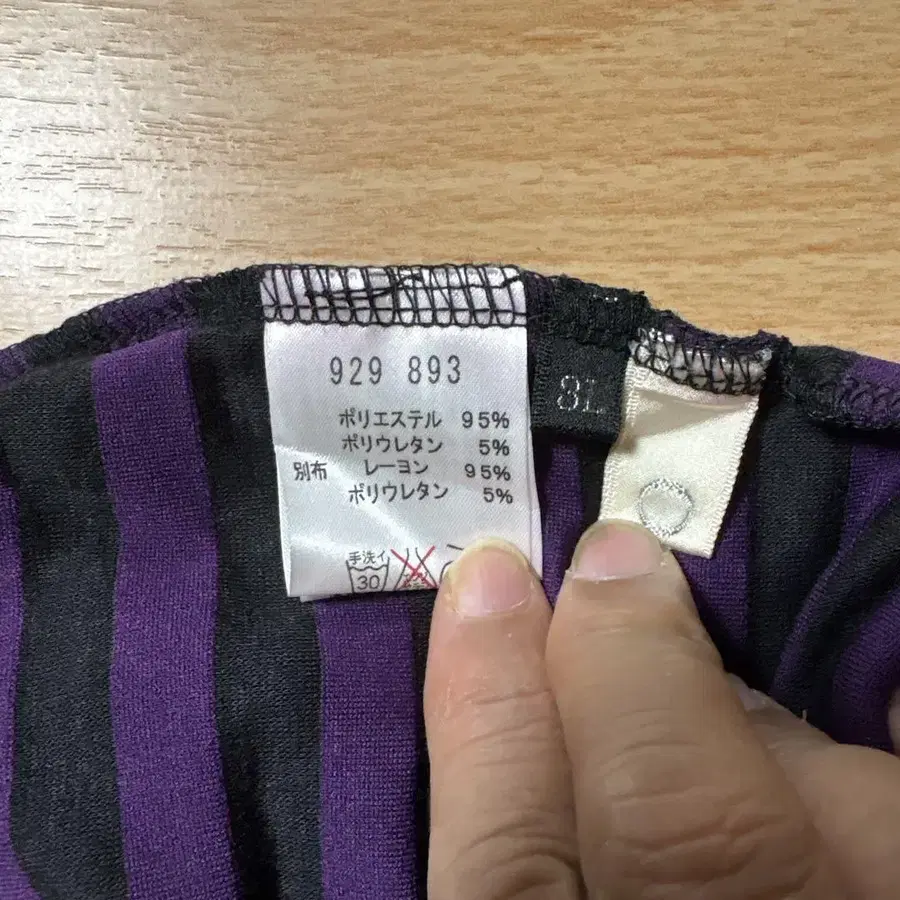 929 893
ポリエステル 95%
ポリウレタン 5%
別布 レーヨン 95%
ポリウレタン 5%
手洗イ
30